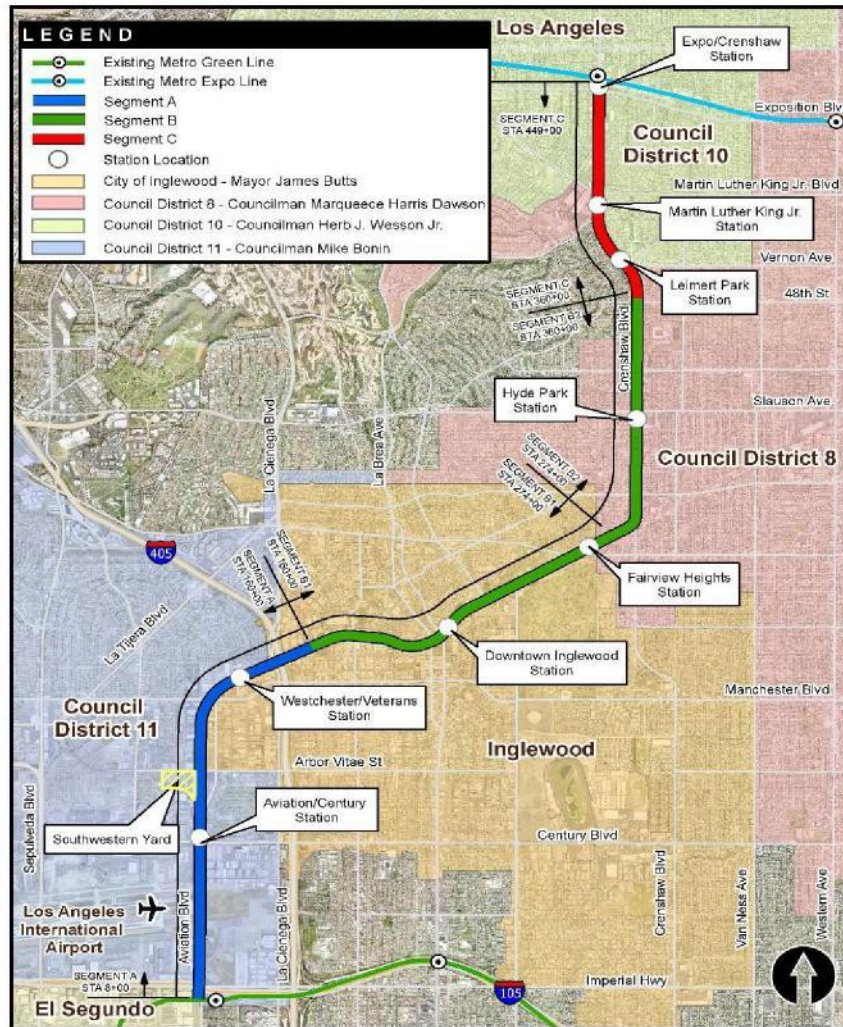 LEGEND
Existing Metro Green Line
Existing Metro Expo Line
Segment A
Segment B
Segment C
Station Location
City of Inglewood - Mayor James Butts
Council District 8 - Councilman Marqueece Harris Dawson
Council District 10 - Councilman Herb J. Wesson Jr.
Council District 11 - Councilman Mike Bonin
Los Angeles
Expo/Crenshaw
Station
Exposition Blv
SEGMENT C
STA 449+00
Council
District 10
Martin Luther King Jr. Blvd
Martin Luther King Jr.
Station
Vernon Ave
Leimert Park
Station
48th St
SEGMENT C
STA 360+00
SEGMENT B2
STA 360+00
Crenshaw Blvd
Hyde Park
Station
Slauson Ave
La Cienega Blvd
La Brea Ave
Council District 8
SEGMENT B2
STA 274+00
SEGMENT B1
STA 274+00
405
Fairview Heights
Station
SEGMENT B1
STA 160+00
SEGMENT A
STA 160+00
La Tijera Blvd
Downtown Inglewood
Station
Westchester/Veterans
Station
Manchester Blvd
Council
District 11
Inglewood
Arbor Vitae St
Sepulveda Blvd
Southwestern Yard
Aviation/Century
Station
Century Blvd
Los Angeles
International
Airport
Aviation Blvd
La Cienega Blvd
Crenshaw Blvd
Van Ness Ave
Western Ave
SEGMENT A
STA 8+00
El Segundo
105
Imperial Hwy